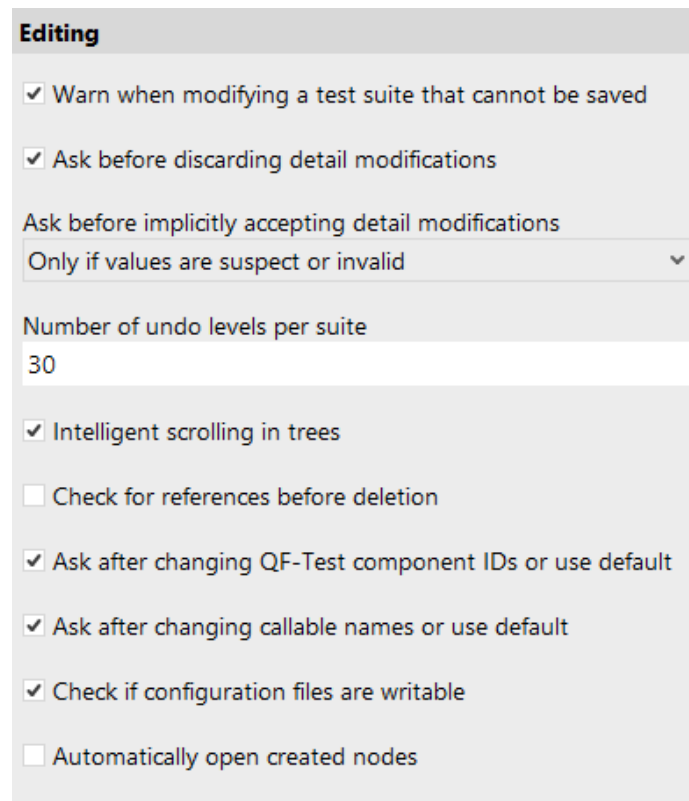 Editing
Warn when modifying a test suite that cannot be saved
Ask before discarding detail modifications
Ask before implicitly accepting detail modifications
Only if values are suspect or invalid
Number of undo levels per suite
30
Intelligent scrolling in trees
Check for references before deletion
Ask after changing QF-Test component IDs or use default
Ask after changing callable names or use default
Check if configuration files are writable
Automatically open created nodes